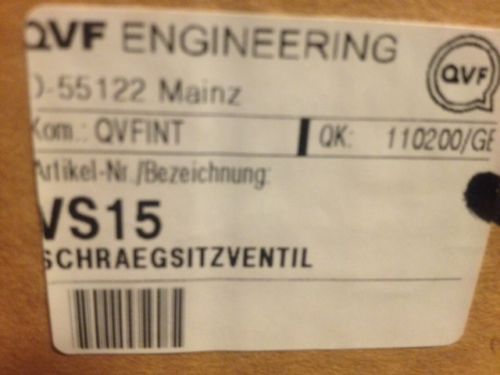 QVF ENGINEERING
QVF
D-55122 Mainz
Kom.: QVFINT QK: 110200/GE
Artikel-Nr./Bezeichnung:
VS15
SCHRAEGSITZVENTIL